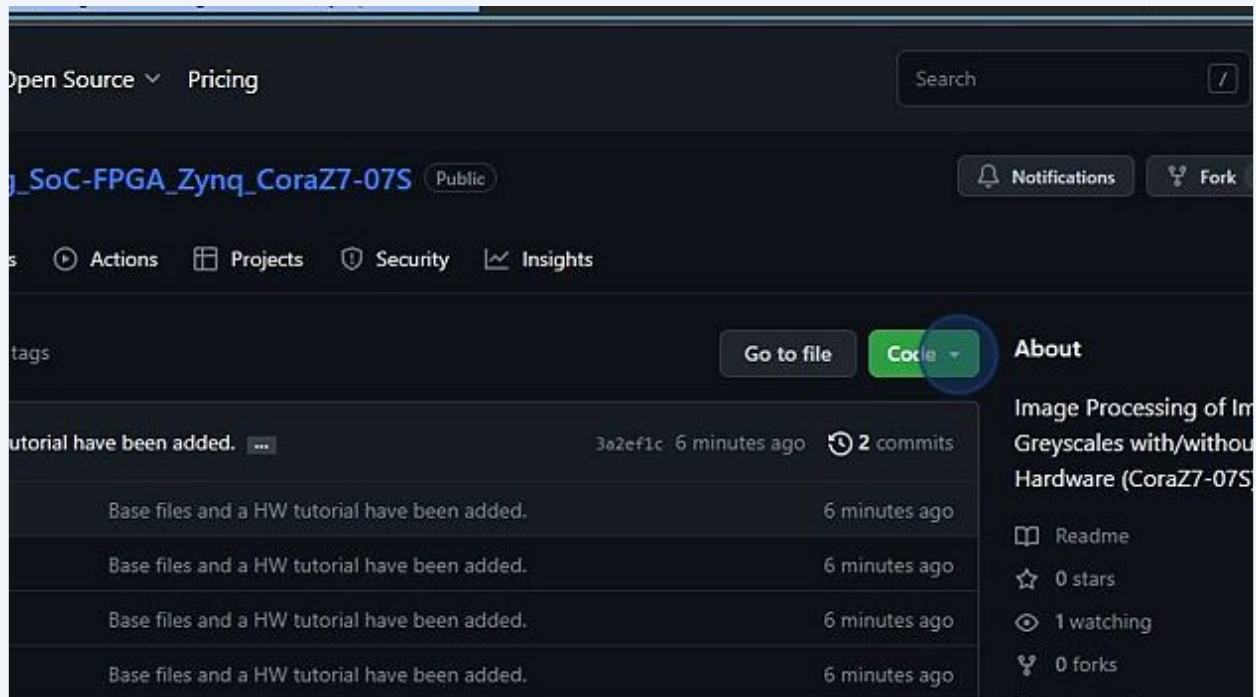 Open Source Pricing Search /
g_SoC-FPGA_Zynq_CoraZ7-07S Public Notifications Fork
s Actions Projects Security Insights
tags Go to file Code About
Image Processing of Im
utorial have been added. ... 3a2ef1c 6 minutes ago 2 commits Greyscales with/withou
Hardware (CoraZ7-07S)
Base files and a HW tutorial have been added. 6 minutes ago
Readme
Base files and a HW tutorial have been added. 6 minutes ago
0 stars
Base files and a HW tutorial have been added. 6 minutes ago
1 watching
Base files and a HW tutorial have been added. 6 minutes ago
0 forks